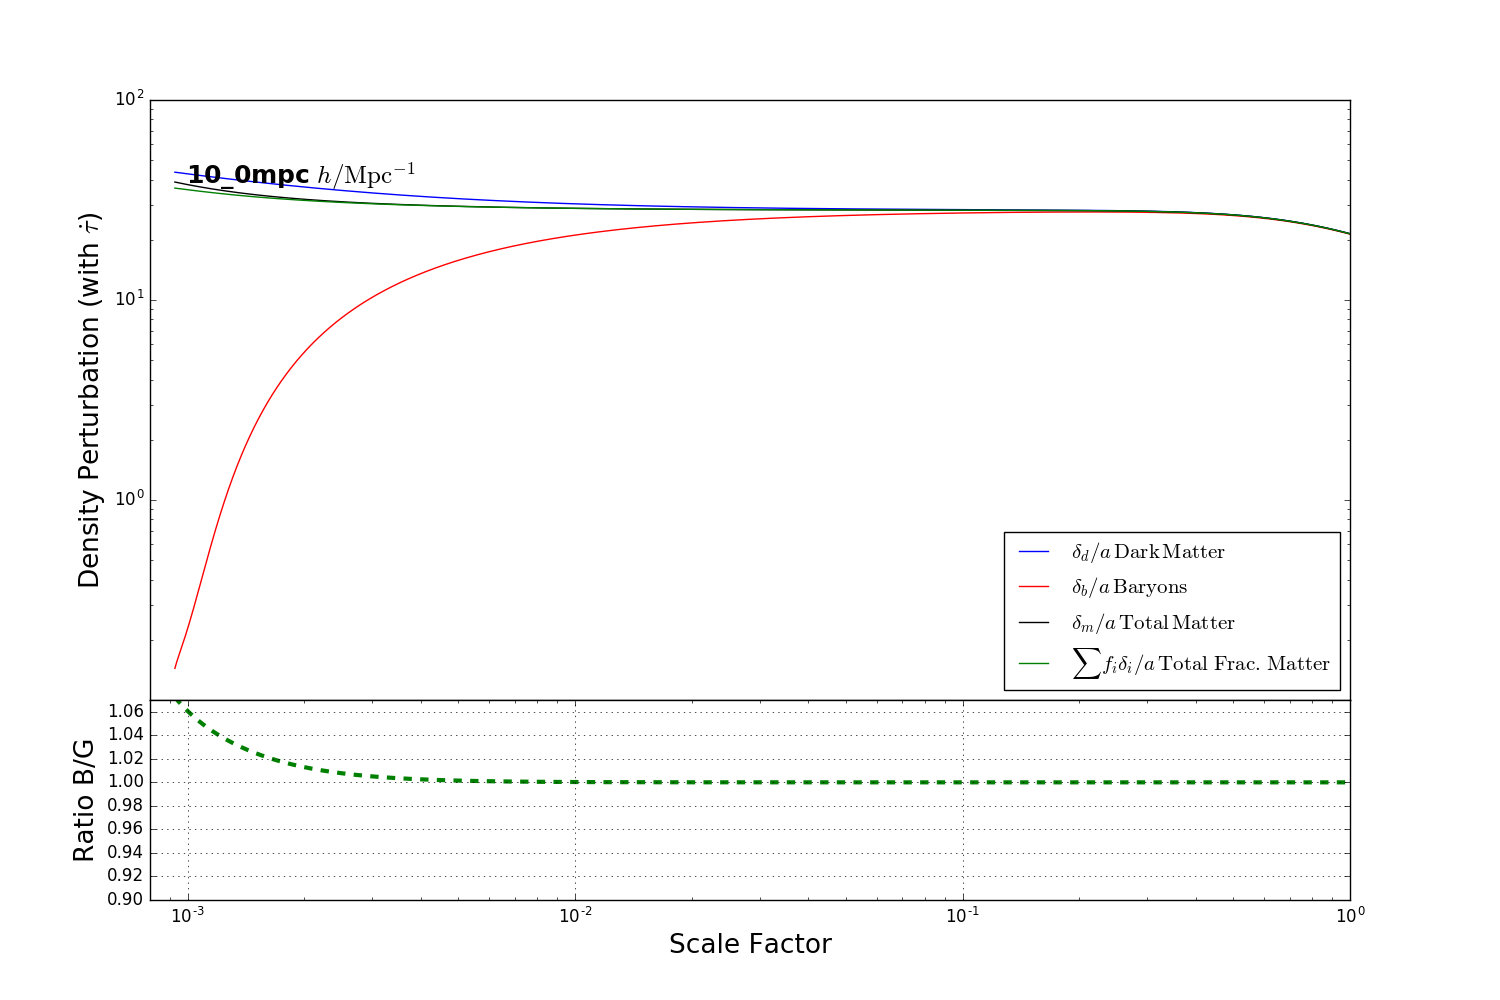 10²
10_0mpc h/Mpc⁻¹
10¹
10⁰
Density Perturbation (with τ̇)
δ_d/a Dark Matter
δ_b/a Baryons
δ_m/a Total Matter
∑f_iδ_i/a Total Frac. Matter
1.06
1.04
1.02
1.00
0.98
0.96
0.94
0.92
0.90
Ratio B/G
10⁻³ 10⁻² 10⁻¹ 10⁰
Scale Factor